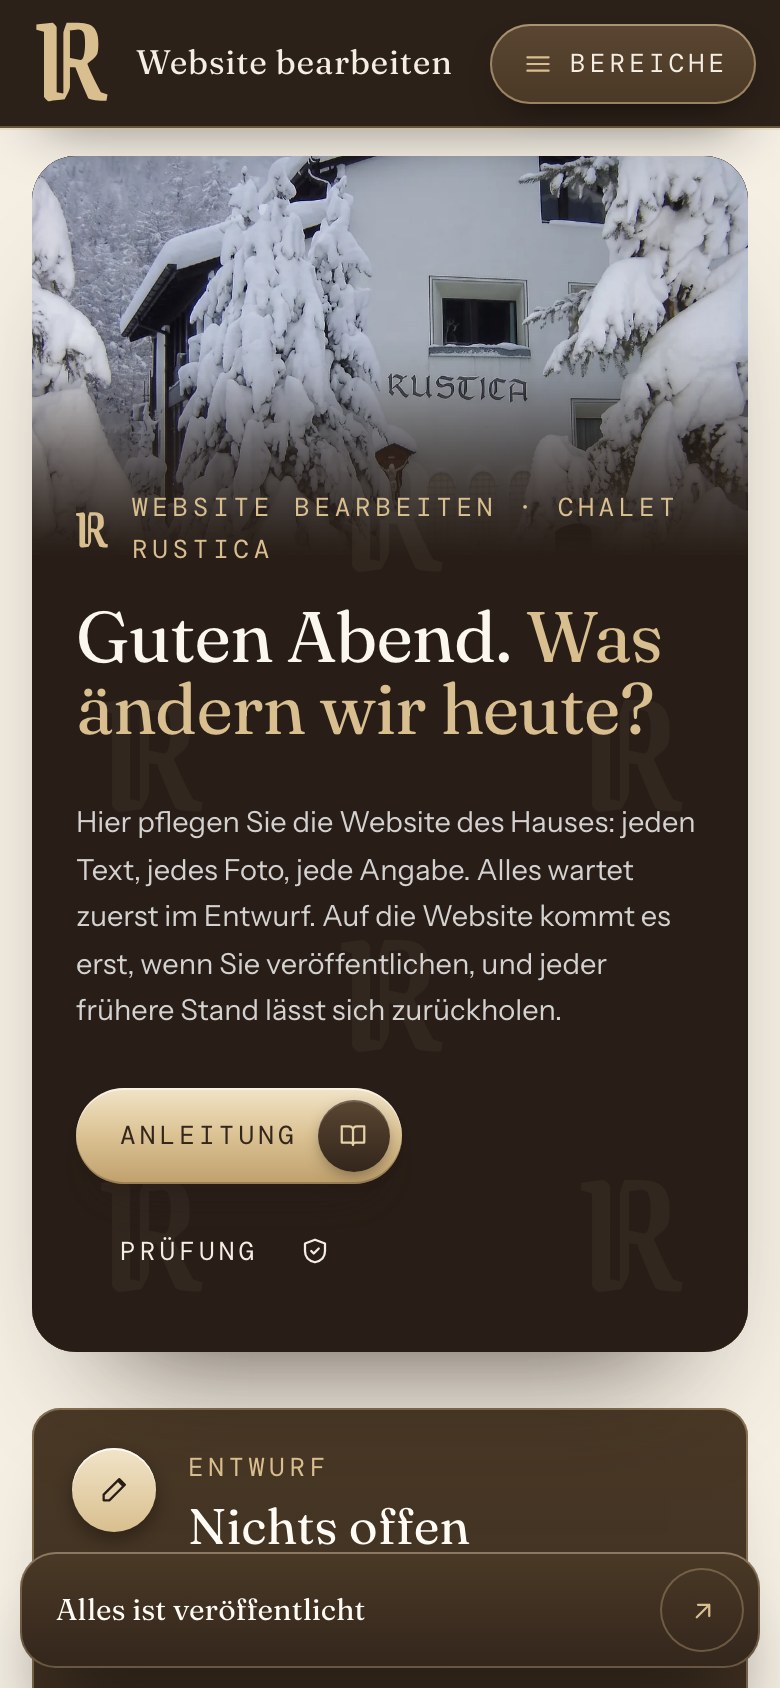 Website bearbeiten
BEREICHE
RUSTICA
WEBSITE BEARBEITEN · CHALET
RUSTICA
Guten Abend. Was
ändern wir heute?
Hier pflegen Sie die Website des Hauses: jeden
Text, jedes Foto, jede Angabe. Alles wartet
zuerst im Entwurf. Auf die Website kommt es
erst, wenn Sie veröffentlichen, und jeder
frühere Stand lässt sich zurückholen.
ANLEITUNG
PRÜFUNG
ENTWURF
Nichts offen
Alles ist veröffentlicht